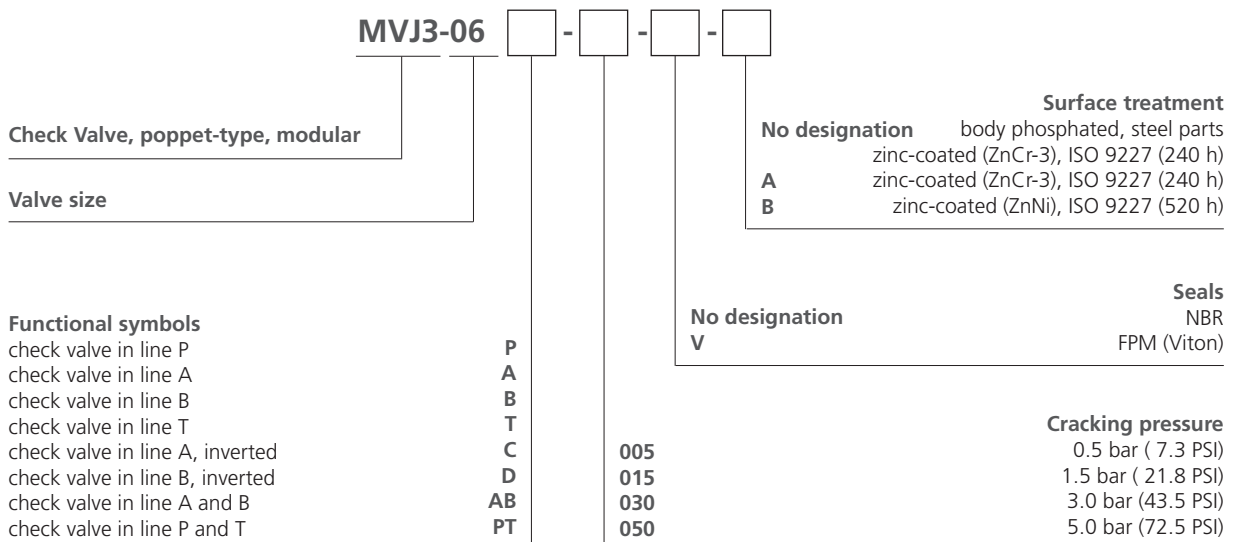 MVJ3-06 - - -
Surface treatment
Check Valve, poppet-type, modular
No designation body phosphated, steel parts
zinc-coated (ZnCr-3), ISO 9227 (240 h)
A zinc-coated (ZnCr-3), ISO 9227 (240 h)
Valve size
B zinc-coated (ZnNi), ISO 9227 (520 h)
Seals
No designation NBR
V FPM (Viton)
Functional symbols
check valve in line P P
check valve in line A A
check valve in line B B
check valve in line T T
Cracking pressure
check valve in line A, inverted C 005 0.5 bar ( 7.3 PSI)
check valve in line B, inverted D 015 1.5 bar ( 21.8 PSI)
check valve in line A and B AB 030 3.0 bar (43.5 PSI)
check valve in line P and T PT 050 5.0 bar (72.5 PSI)